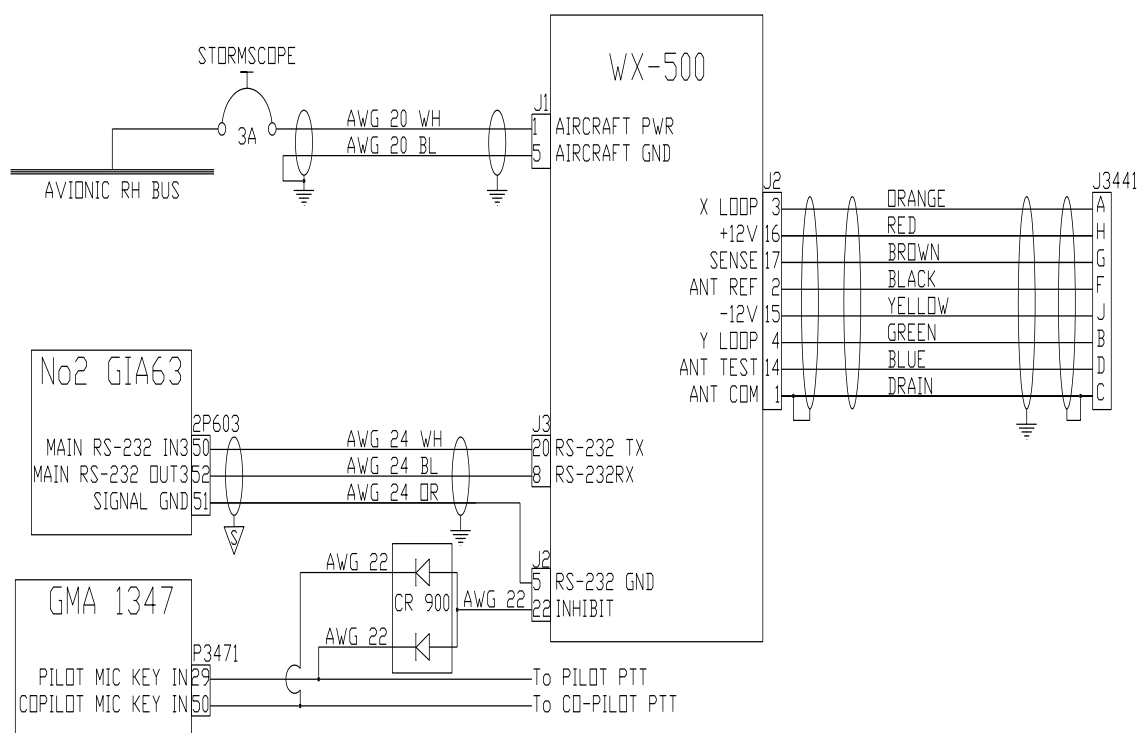 STORMSCOPE
3A
AVIONIC RH BUS
AWG 20 WH
AWG 20 BL
WX-500
J1
1 AIRCRAFT PWR
5 AIRCRAFT GND
J2
X LOOP 3
+12V 16
SENSE 17
ANT REF 2
-12V 15
Y LOOP 4
ANT TEST 14
ANT COM 1
ORANGE
RED
BROWN
BLACK
YELLOW
GREEN
BLUE
DRAIN
J3441
A
H
G
F
J
B
D
C
No2 GIA63
2P603
MAIN RS-232 IN3 50
MAIN RS-232 OUT3 52
SIGNAL GND 51
S
AWG 24 WH
AWG 24 BL
AWG 24 OR
J3
20 RS-232 TX
8 RS-232RX
J2
5 RS-232 GND
22 INHIBIT
AWG 22
CR 900
AWG 22
AWG 22
GMA 1347
P3471
PILOT MIC KEY IN 29
COPILOT MIC KEY IN 50
To PILOT PTT
To CO-PILOT PTT